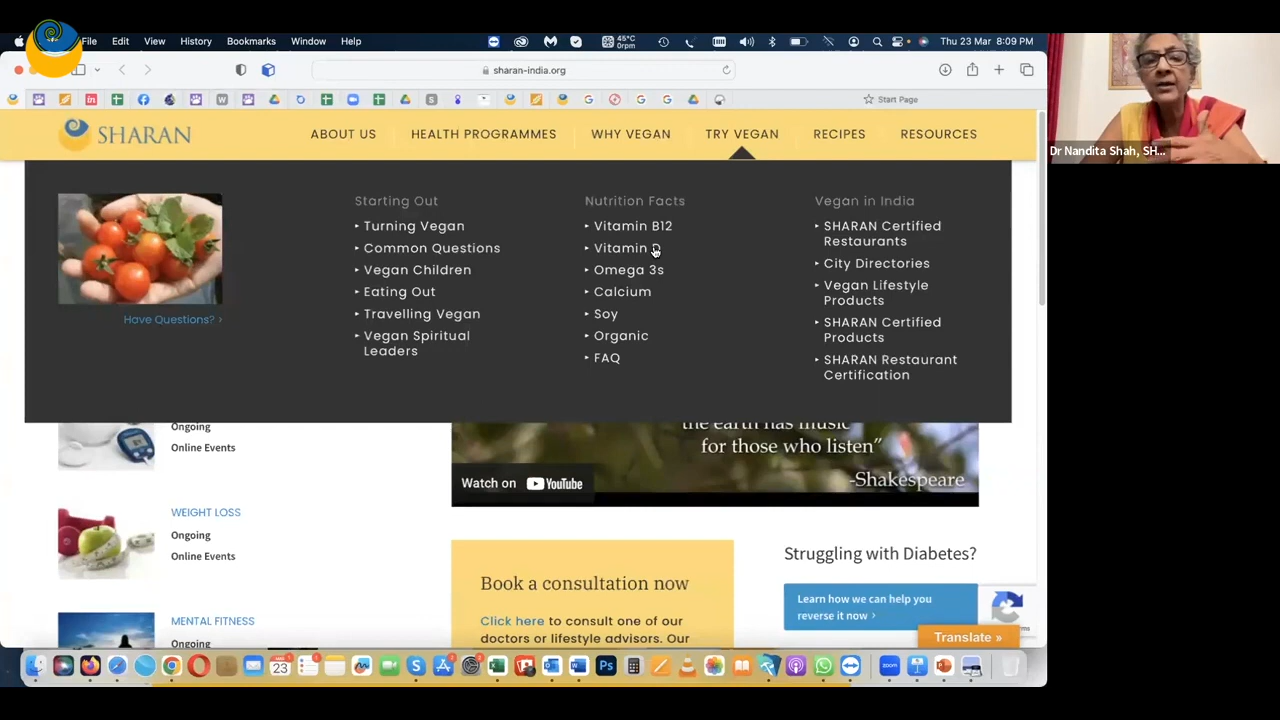 File Edit View History Bookmarks Window Help
45°C
0rpm
Thu 23 Mar 8:09 PM
sharan-india.org
Start Page
SHARAN
ABOUT US
HEALTH PROGRAMMES
WHY VEGAN
TRY VEGAN
RECIPES
RESOURCES
Have Questions? >
Starting Out
Turning Vegan
Common Questions
Vegan Children
Eating Out
Travelling Vegan
Vegan Spiritual
Leaders
Nutrition Facts
Vitamin B12
Vitamin D
Omega 3s
Calcium
Soy
Organic
FAQ
Vegan in India
SHARAN Certified
Restaurants
City Directories
Vegan Lifestyle
Products
SHARAN Certified
Products
SHARAN Restaurant
Certification
Ongoing
Online Events
WEIGHT LOSS
Ongoing
Online Events
MENTAL FITNESS
Ongoing
the earth has music
for those who listen”
-Shakespeare
Watch on YouTube
Book a consultation now
Click here to consult one of our
doctors or lifestyle advisors. Our
Struggling with Diabetes?
Learn how we can help you
reverse it now >
Translate »
Dr Nandita Shah, SH...